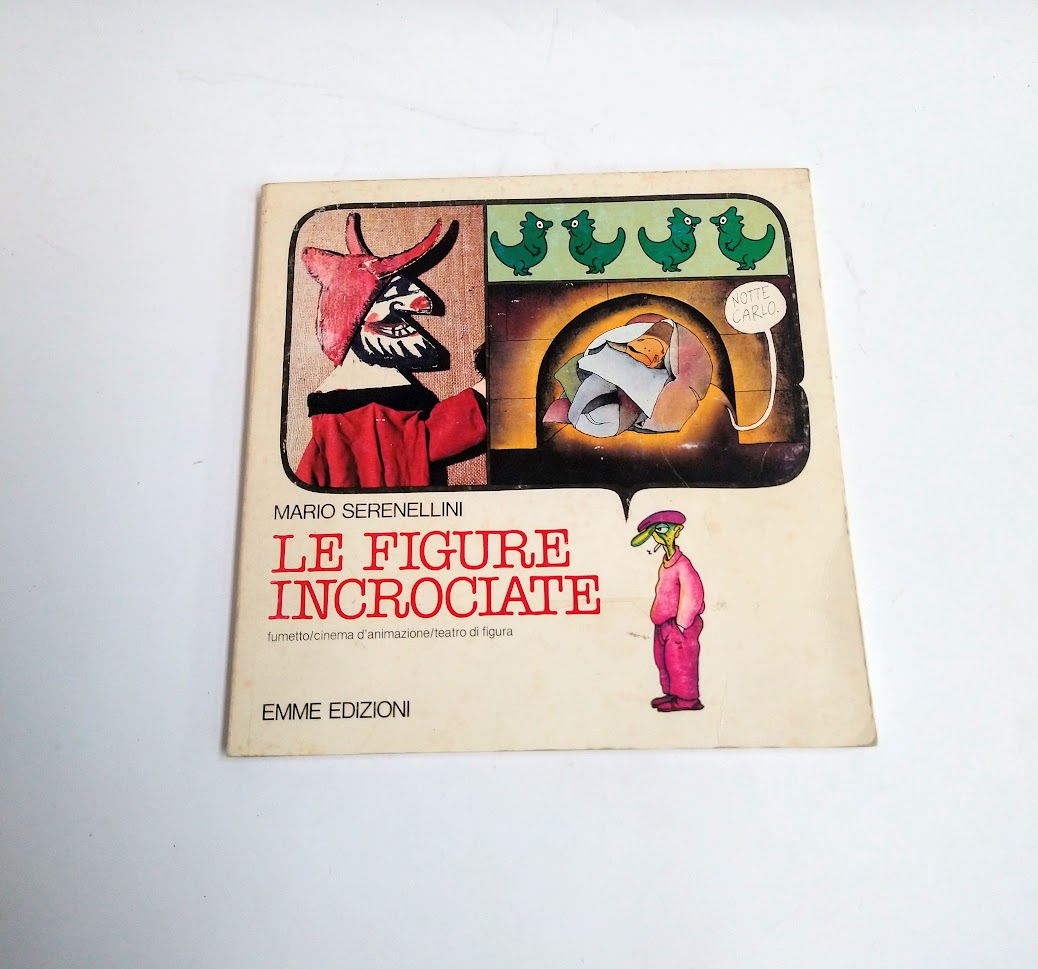 NOTTE
CARLO.
MARIO SERENELLINI
LE FIGURE
INCROCIATE
fumetto/cinema d'animazione/teatro di figura
EMME EDIZIONI